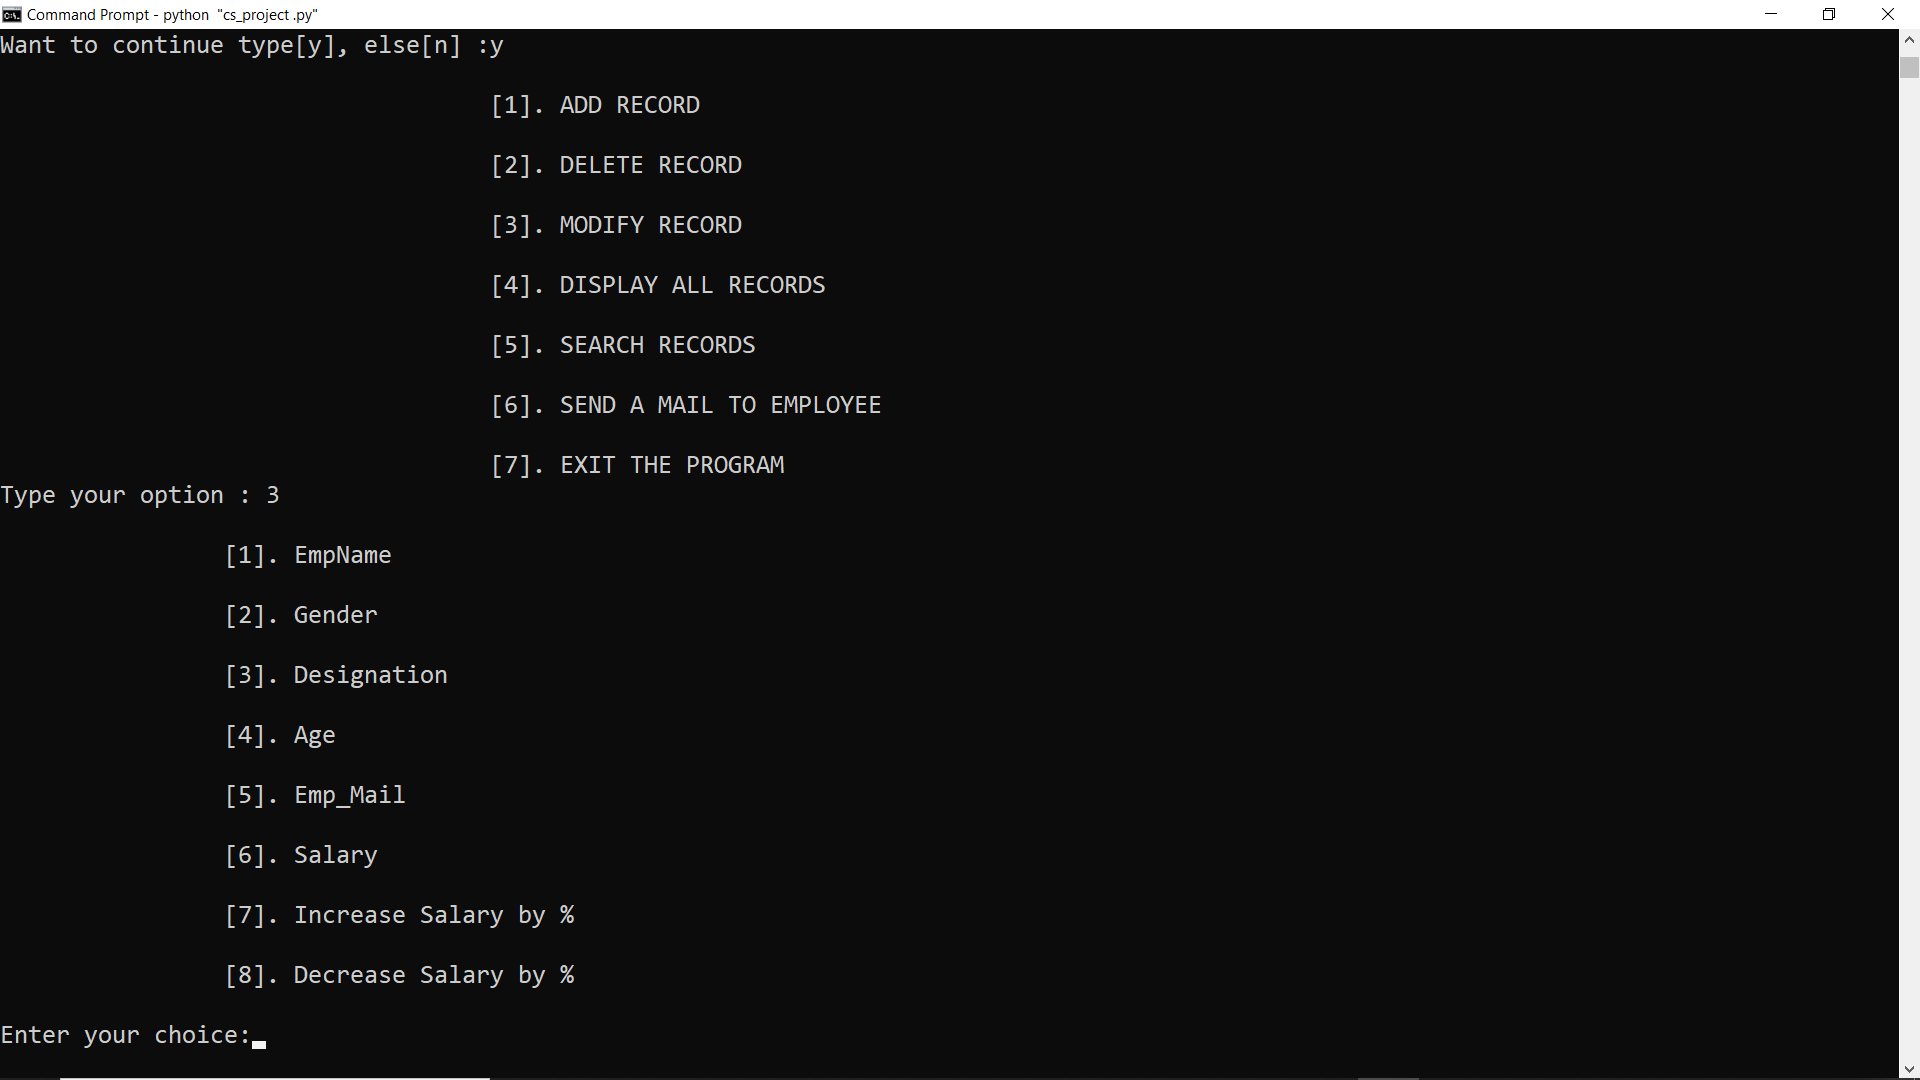 Command Prompt - python  "cs_project .py"
Want to continue type[y], else[n] :y
[1]. ADD RECORD
[2]. DELETE RECORD
[3]. MODIFY RECORD
[4]. DISPLAY ALL RECORDS
[5]. SEARCH RECORDS
[6]. SEND A MAIL TO EMPLOYEE
[7]. EXIT THE PROGRAM
Type your option : 3
[1]. EmpName
[2]. Gender
[3]. Designation
[4]. Age
[5]. Emp_Mail
[6]. Salary
[7]. Increase Salary by %
[8]. Decrease Salary by %
Enter your choice: